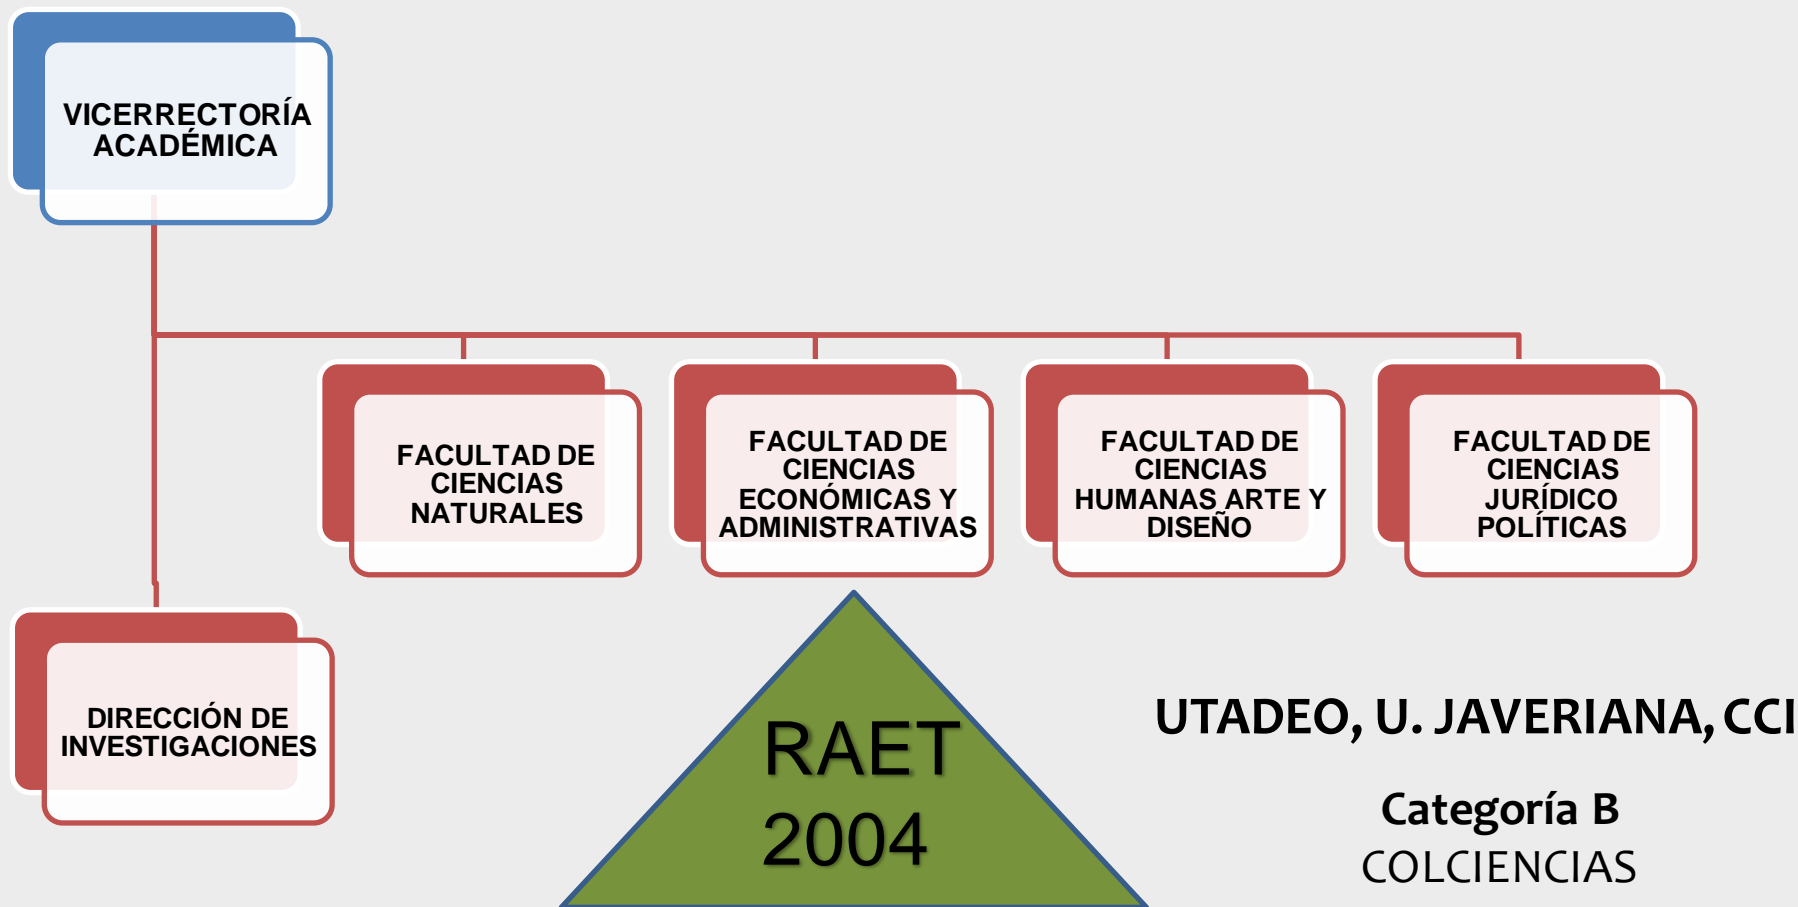 VICERRECTORÍA
ACADÉMICA
FACULTAD DE
CIENCIAS
NATURALES
FACULTAD DE
CIENCIAS
ECONÓMICAS Y
ADMINISTRATIVAS
FACULTAD DE
CIENCIAS
HUMANAS ARTE Y
DISEÑO
FACULTAD DE
CIENCIAS
JURÍDICO
POLÍTICAS
DIRECCIÓN DE
INVESTIGACIONES
RAET
2004
UTADEO, U. JAVERIANA, CCI
Categoría B
COLCIENCIAS